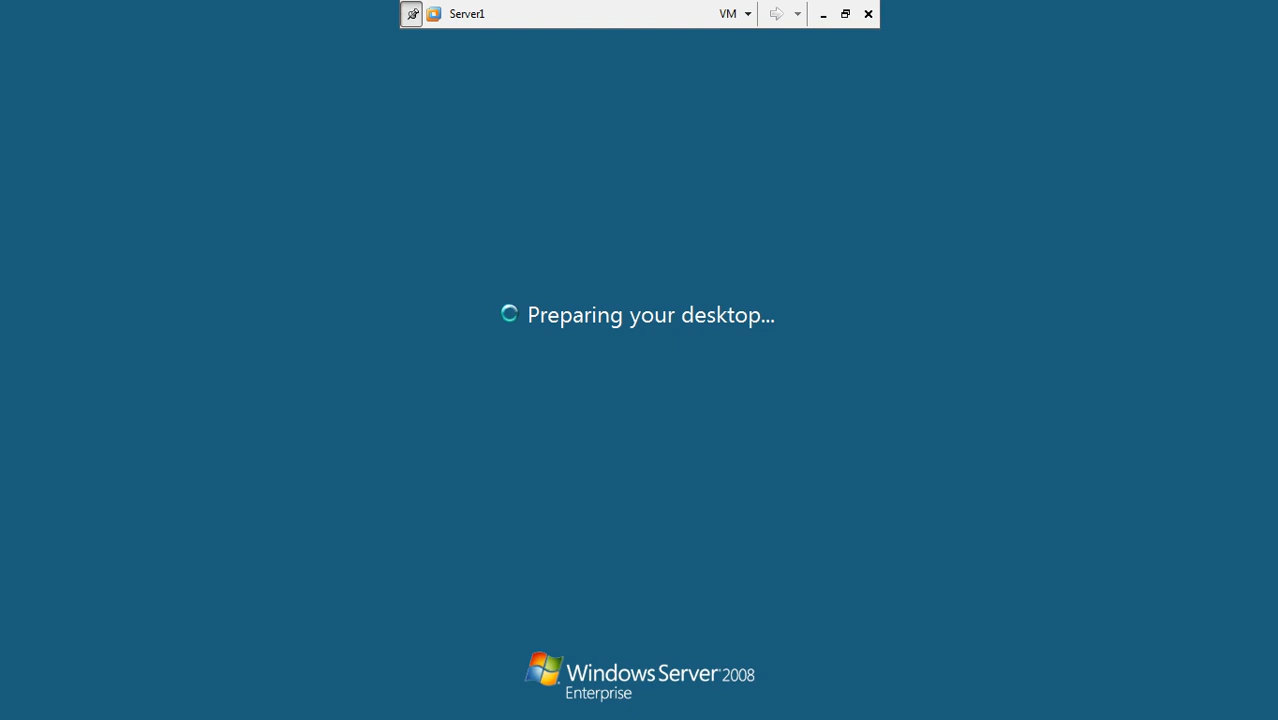 Server1
VM
Preparing your desktop...
Windows Server 2008
Enterprise